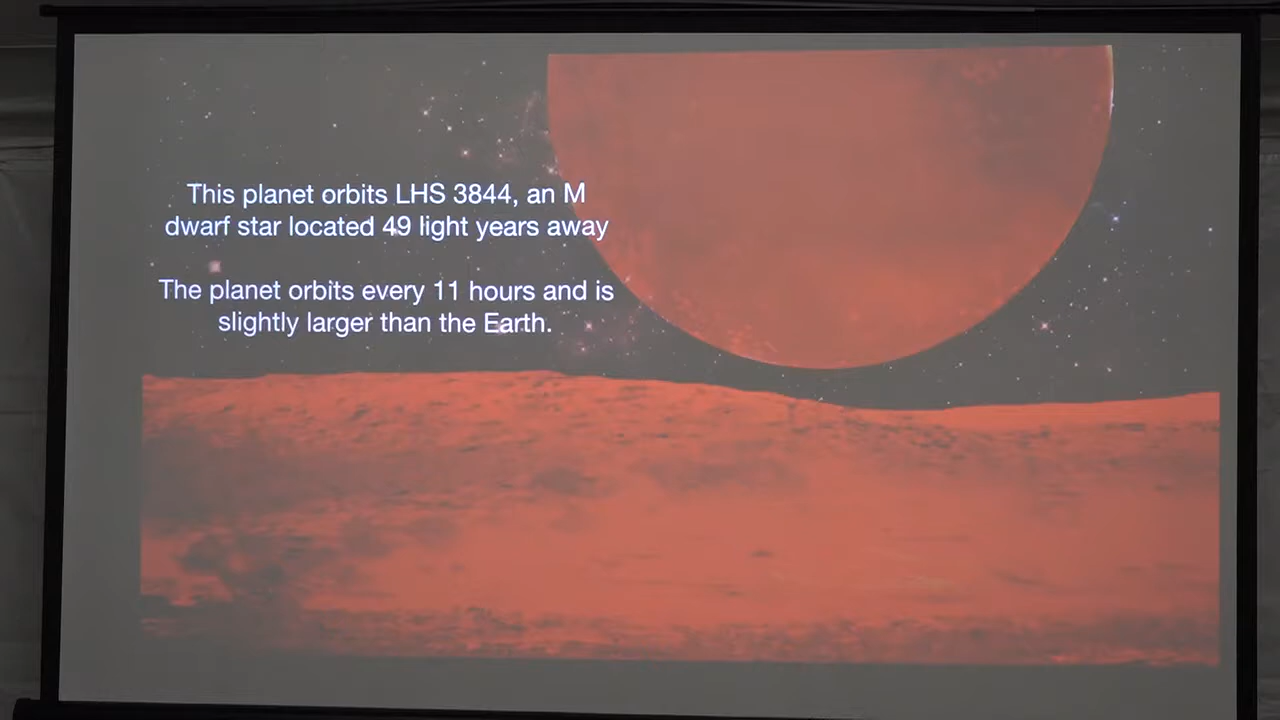 This planet orbits LHS 3844, an M
dwarf star located 49 light years away
The planet orbits every 11 hours and is
slightly larger than the Earth.